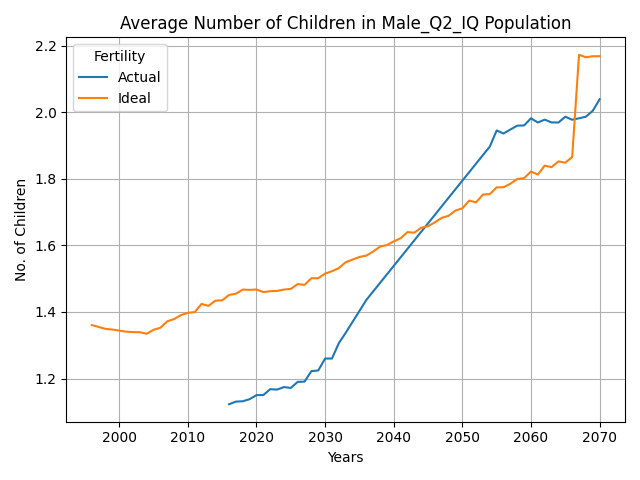 Average Number of Children in Male_Q2_IQ Population
Fertility
Actual
Ideal
No. of Children
2.2
2.0
1.8
1.6
1.4
1.2
2000 2010 2020 2030 2040 2050 2060 2070
Years